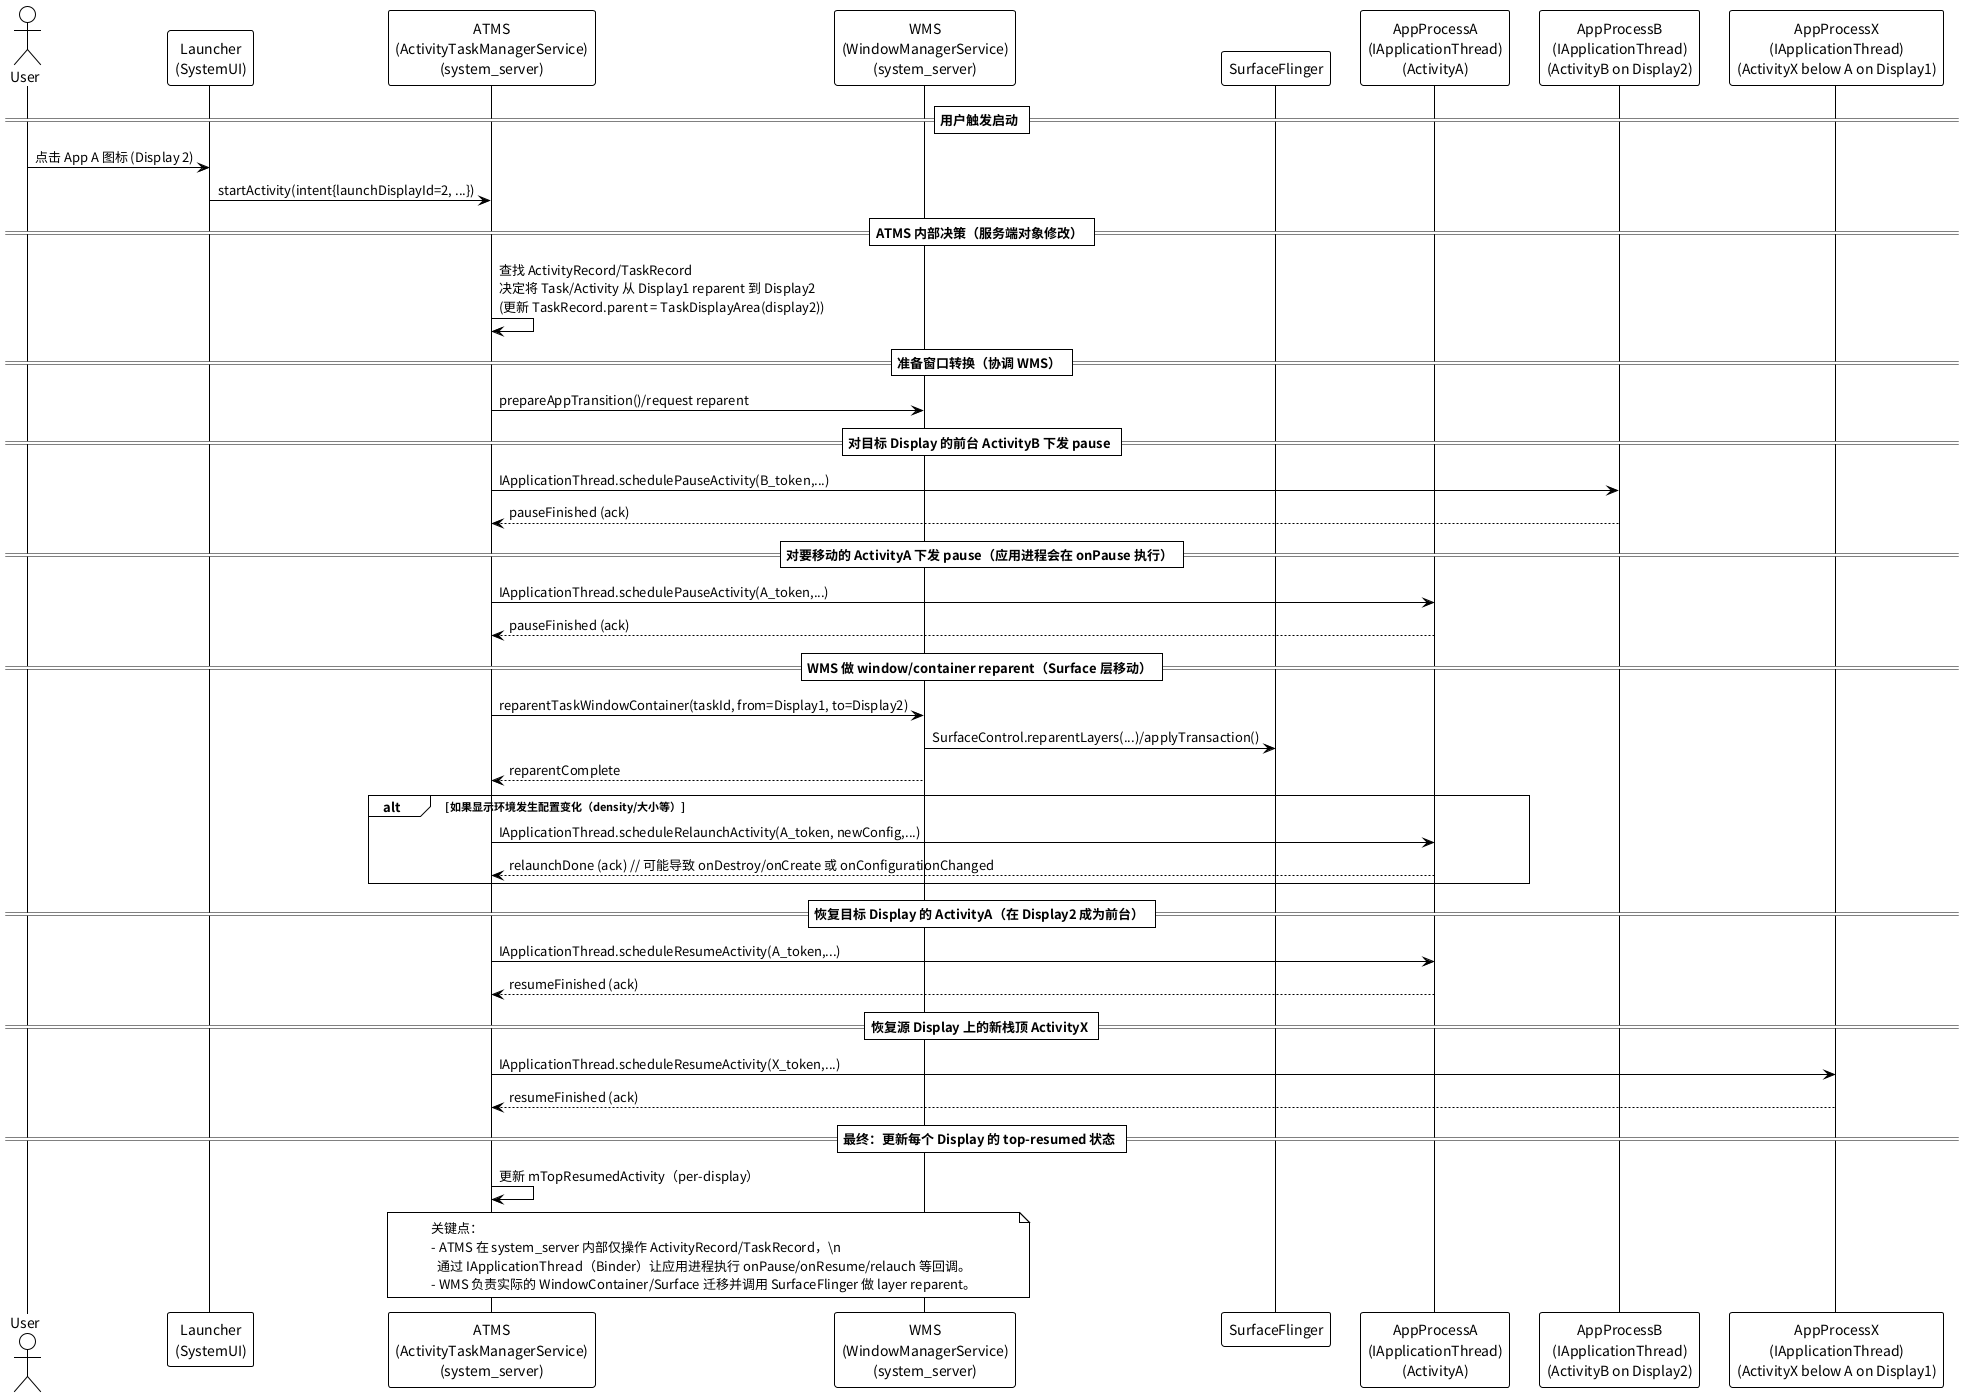 User
Launcher
(SystemUI)
ATMS
(ActivityTaskManagerService)
(system_server)
WMS
(WindowManagerService)
(system_server)
SurfaceFlinger
AppProcessA
(IApplicationThread)
(ActivityA)
AppProcessB
(IApplicationThread)
(ActivityB on Display2)
AppProcessX
(IApplicationThread)
(ActivityX below A on Display1)
用户触发启动
点击 App A 图标 (Display 2)
startActivity(intent{launchDisplayId=2, ...})
ATMS 内部决策（服务端对象修改）
查找 ActivityRecord/TaskRecord
决定将 Task/Activity 从 Display1 reparent 到 Display2
(更新 TaskRecord.parent = TaskDisplayArea(display2))
准备窗口转换（协调 WMS）
prepareAppTransition()/request reparent
对目标 Display 的前台 ActivityB 下发 pause
IApplicationThread.schedulePauseActivity(B_token,...)
pauseFinished (ack)
对要移动的 ActivityA 下发 pause（应用进程会在 onPause 执行）
IApplicationThread.schedulePauseActivity(A_token,...)
pauseFinished (ack)
WMS 做 window/container reparent（Surface 层移动）
reparentTaskWindowContainer(taskId, from=Display1, to=Display2)
SurfaceControl.reparentLayers(...)/applyTransaction()
reparentComplete
alt [如果显示环境发生配置变化（density/大小等）]
IApplicationThread.scheduleRelaunchActivity(A_token, newConfig,...)
relaunchDone (ack) // 可能导致 onDestroy/onCreate 或 onConfigurationChanged
恢复目标 Display 的 ActivityA（在 Display2 成为前台）
IApplicationThread.scheduleResumeActivity(A_token,...)
resumeFinished (ack)
恢复源 Display 上的新栈顶 ActivityX
IApplicationThread.scheduleResumeActivity(X_token,...)
resumeFinished (ack)
最终：更新每个 Display 的 top-resumed 状态
更新 mTopResumedActivity（per-display）
关键点：
- ATMS 在 system_server 内部仅操作 ActivityRecord/TaskRecord，\n
通过 IApplicationThread（Binder）让应用进程执行 onPause/onResume/relauch 等回调。
- WMS 负责实际的 WindowContainer/Surface 迁移并调用 SurfaceFlinger 做 layer reparent。
User
Launcher
(SystemUI)
ATMS
(ActivityTaskManagerService)
(system_server)
WMS
(WindowManagerService)
(system_server)
SurfaceFlinger
AppProcessA
(IApplicationThread)
(ActivityA)
AppProcessB
(IApplicationThread)
(ActivityB on Display2)
AppProcessX
(IApplicationThread)
(ActivityX below A on Display1)